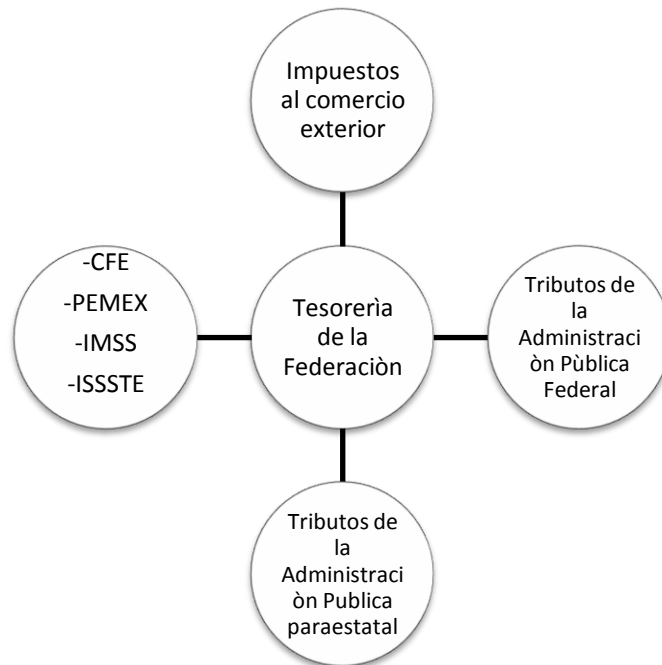 Impuestos
al comercio
exterior
-CFE
-PEMEX
-IMSS
-ISSSTE
Tesorerìa
de la
Federaciòn
Tributos de
la
Administraci
òn Pùblica
Federal
Tributos de
la
Administraci
òn Publica
paraestatal